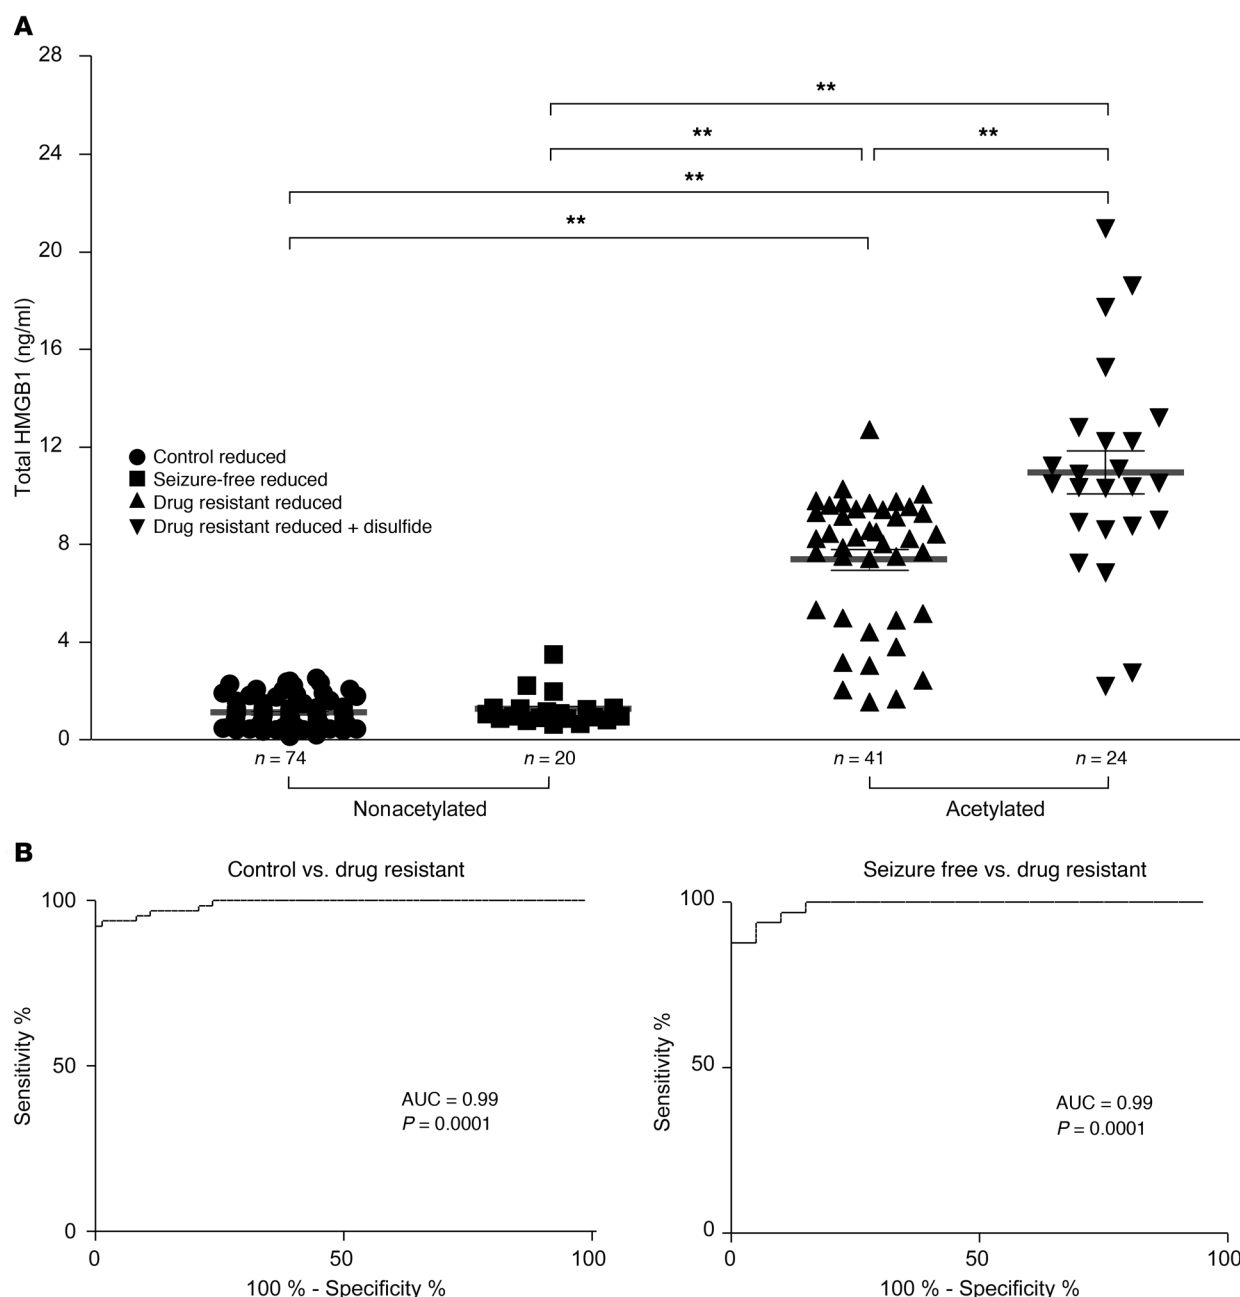 A
28
24
20
16
12
8
4
0
Total HMGB1 (ng/ml)
**
**
**
**
**
Control reduced
Seizure-free reduced
Drug resistant reduced
Drug resistant reduced + disulfide
n = 74
n = 20
n = 41
n = 24
Nonacetylated
Acetylated
B
Control vs. drug resistant
100
50
0
Sensitivity %
AUC = 0.99
P = 0.0001
0
50
100
100 % - Specificity %
Seizure free vs. drug resistant
100
50
0
Sensitivity %
AUC = 0.99
P = 0.0001
0
50
100
100 % - Specificity %